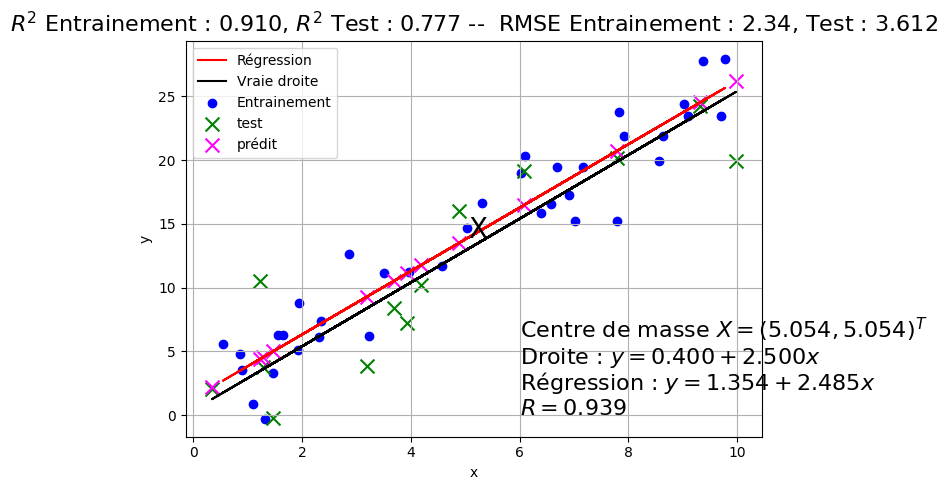 R² Entrainement : 0.910, R² Test : 0.777 -- RMSE Entrainement : 2.34, Test : 3.612
Régression
Vraie droite
Entrainement
test
prédit
25
20
15
10
5
0
y
X
Centre de masse X = (5.054, 5.054)ᵀ
Droite : y = 0.400 + 2.500x
Régression : y = 1.354 + 2.485x
R = 0.939
0 2 4 6 8 10
x